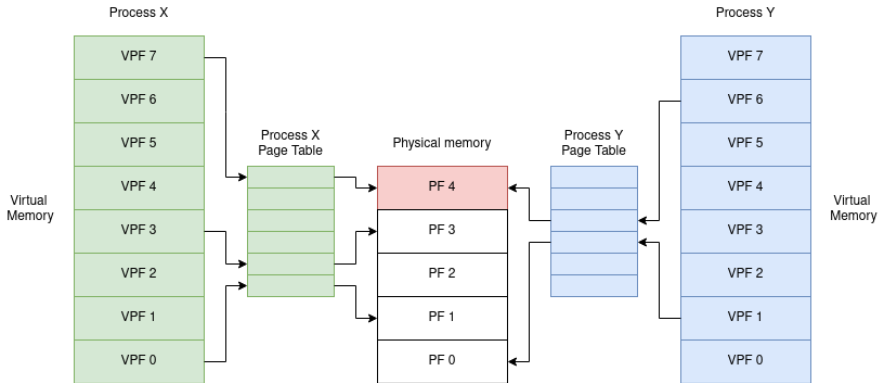 Process X
Process Y
VPF 7
VPF 6
VPF 5
VPF 4
VPF 3
VPF 2
VPF 1
VPF 0
Virtual
Memory
Process X
Page Table
Physical memory
PF 4
PF 3
PF 2
PF 1
PF 0
Process Y
Page Table
VPF 7
VPF 6
VPF 5
VPF 4
VPF 3
VPF 2
VPF 1
VPF 0
Virtual
Memory